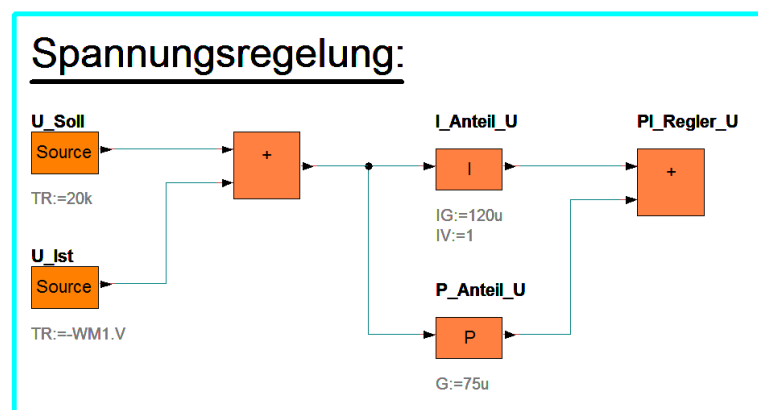 Spannungsregelung:
U_Soll
Source
TR:=20k
U_Ist
Source
TR:=-WM1.V
+
I_Anteil_U
I
IG:=120u
IV:=1
P_Anteil_U
P
G:=75u
PI_Regler_U
+